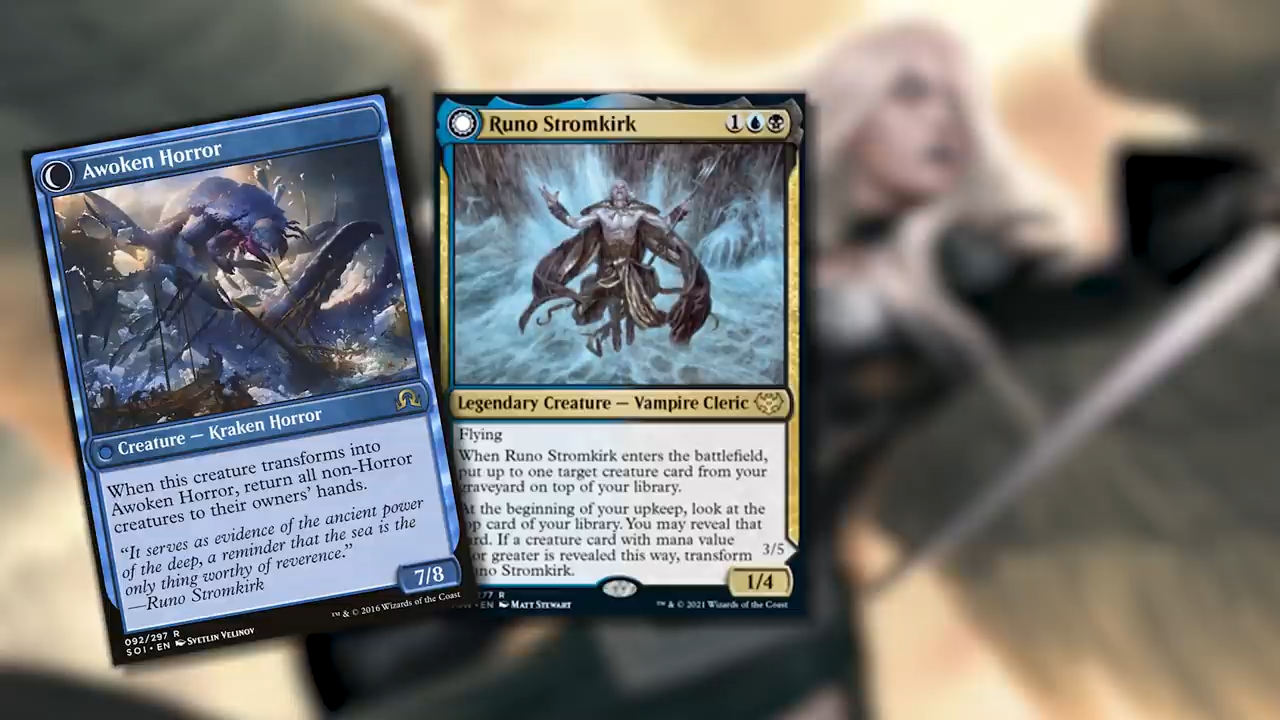 Awoken Horror
Creature — Kraken Horror
When this creature transforms into
Awoken Horror, return all non-Horror
creatures to their owners' hands.
"It serves as evidence of the ancient power
of the deep, a reminder that the sea is the
only thing worthy of reverence."
—Runo Stromkirk
7/8
092/297 R
SOI • EN Svetlin Velinov
™ & © 2016 Wizards of the Coast
Runo Stromkirk
1
Legendary Creature — Vampire Cleric
Flying
When Runo Stromkirk enters the battlefield,
put up to one target creature card from your
graveyard on top of your library.
At the beginning of your upkeep, look at the
card of your library. You may reveal that
If a creature card with mana value
or greater is revealed this way, transform
Stromkirk.
3/5
1/4
R
EN Matt Stewart
™ & © 2021 Wizards of the Coast